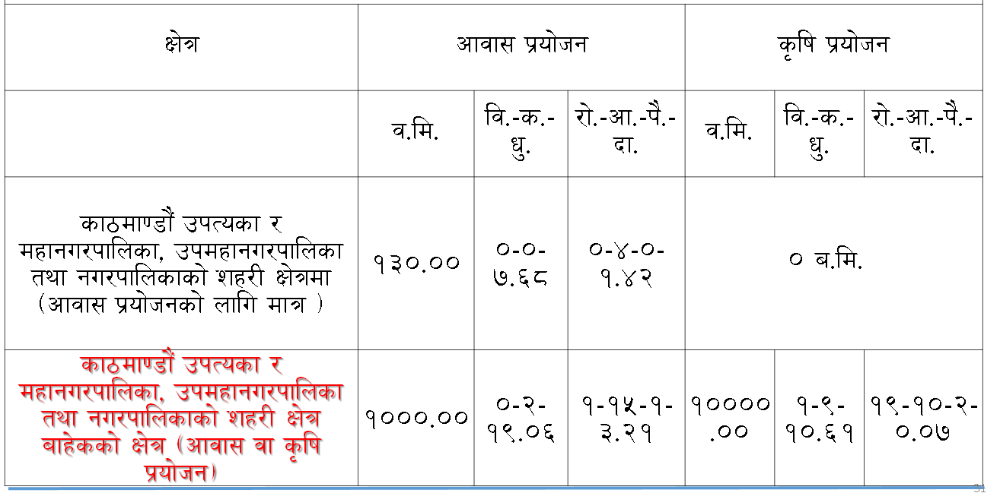 क्षेत्र
आवास प्रयोजन
कृषि प्रयोजन
व.मि.
वि.-क.-
धु.
रो.-आ.-पै.-
दा.
व.मि.
वि.-क.-
धु.
रो.-आ.-पै.-
दा.
काठमाण्डौं उपत्यका र
महानगरपालिका, उपमहानगरपालिका
तथा नगरपालिकाको शहरी क्षेत्रमा
(आवास प्रयोजनको लागि मात्र )
१३०.००
०-०-
७.६८
०-४-०-
१.४२
० ब.मि.
काठमाण्डौं उपत्यका र
महानगरपालिका, उपमहानगरपालिका
तथा नगरपालिकाको शहरी क्षेत्र
बाहेकको क्षेत्र (आवास वा कृषि
प्रयोजन)
१०००.००
०-२-
१९.०६
१-१५-१-
३.२१
१००००
.००
१-९-
१०.६१
१९-१०-२-
०.०७
31